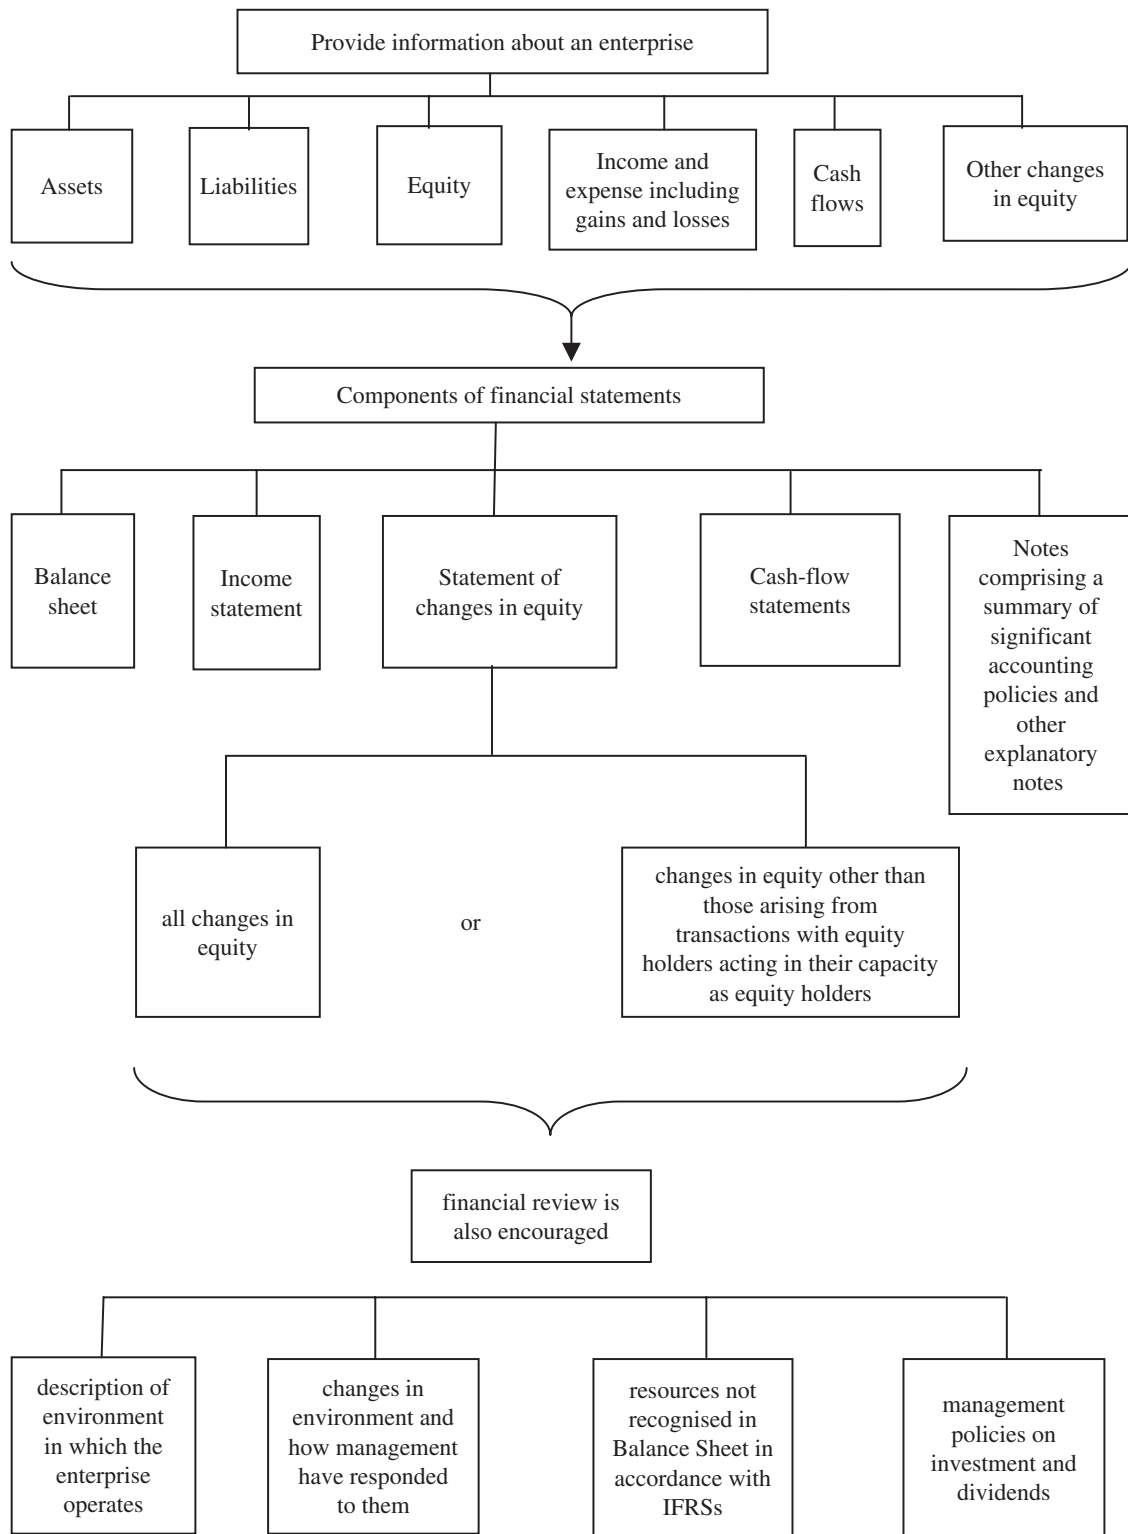 Provide information about an enterprise
Assets
Liabilities
Equity
Income and
expense including
gains and losses
Cash
flows
Other changes
in equity
Components of financial statements
Balance
sheet
Income
statement
Statement of
changes in equity
Cash-flow
statements
Notes
comprising a
summary of
significant
accounting
policies and
other
explanatory
notes
all changes in
equity
or
changes in equity other than
those arising from
transactions with equity
holders acting in their capacity
as equity holders
financial review is
also encouraged
description of
environment
in which the
enterprise
operates
changes in
environment and
how management
have responded
to them
resources not
recognised in
Balance Sheet in
accordance with
IFRSs
management
policies on
investment and
dividends